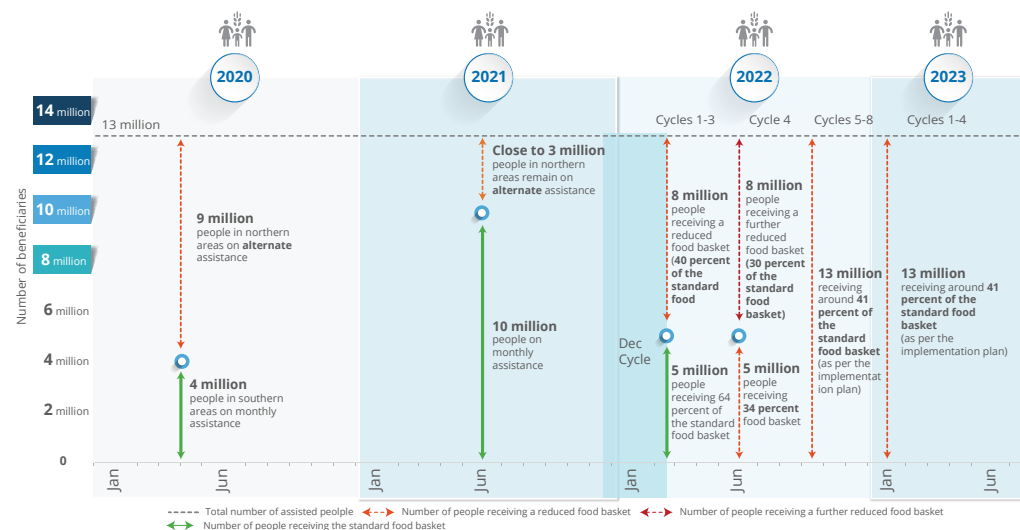 2020
2021
2022
2023
Number of beneficiaries
14 million
12 million
10 million
8 million
6 million
4 million
2 million
0
13 million
9 million
people in northern
areas on alternate
assistance
4 million
people in southern
areas on monthly
assistance
Close to 3 million
people in northern
areas remain on
alternate assistance
10 million
people on
monthly
assistance
Dec
Cycle
Cycles 1-3
8 million
people
receiving a
reduced
food basket
(40 percent
of the
standard
food
5 million
people
receiving 64
percent of
the standard
food basket
Cycle 4
8 million
people
receiving a
further
reduced
food basket
(30 percent
of the
standard
food
basket)
5 million
people
receiving
34 percent
food basket
Cycles 5-8
13 million
receiving
around 41
percent of
the
standard
food basket
(as per the
implementat
ion plan)
Cycles 1-4
13 million
receiving around 41
percent of the
standard food
basket
(as per the
implementation plan)
Jan
Jun
Jan
Jun
Jan
Jun
Jan
Jun
Total number of assisted people
Number of people receiving a reduced food basket
Number of people receiving a further reduced food basket
Number of people receiving the standard food basket